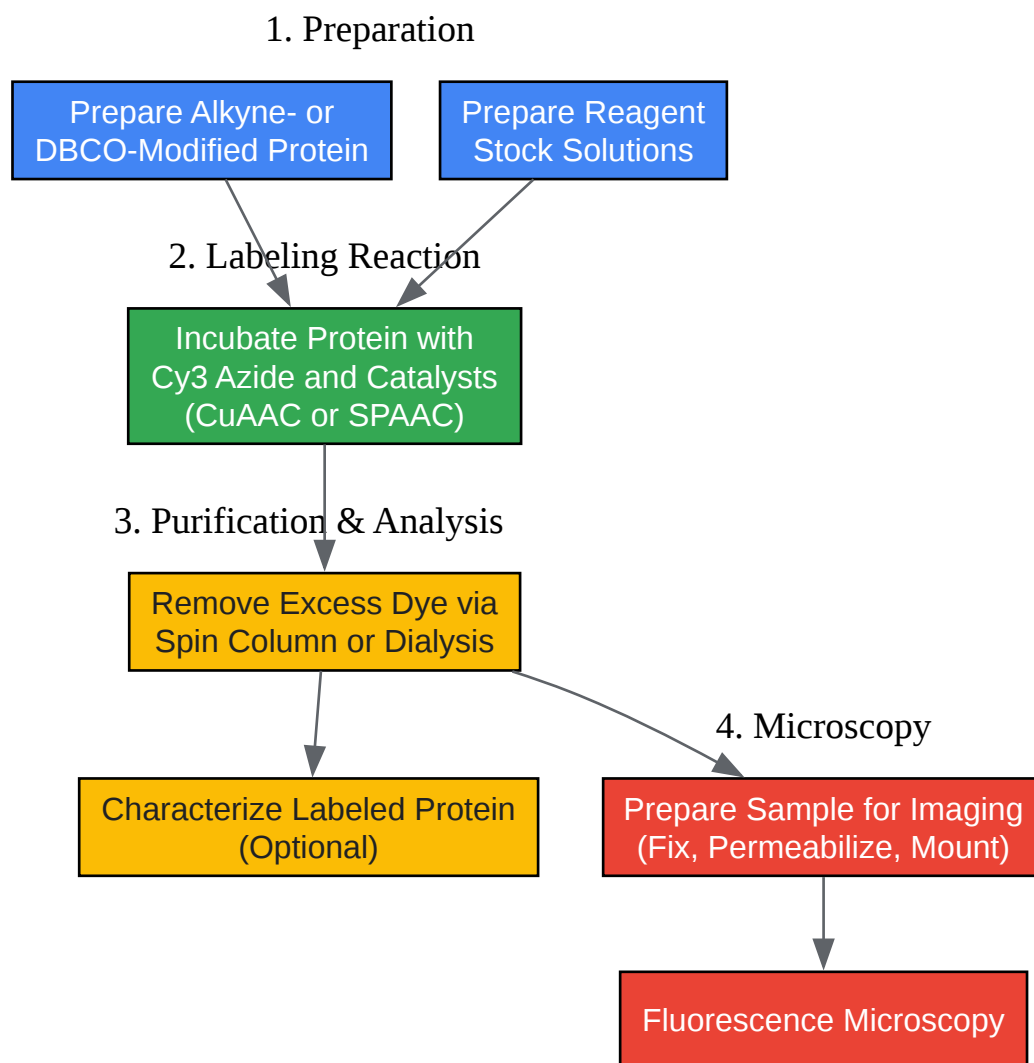 1. Preparation
Prepare Alkyne- or
DBCO-Modified Protein
Prepare Reagent
Stock Solutions
2. Labeling Reaction
Incubate Protein with
Cy3 Azide and Catalysts
(CuAAC or SPAAC)
3. Purification & Analysis
Remove Excess Dye via
Spin Column or Dialysis
4. Microscopy
Characterize Labeled Protein
(Optional)
Prepare Sample for Imaging
(Fix, Permeabilize, Mount)
Fluorescence Microscopy